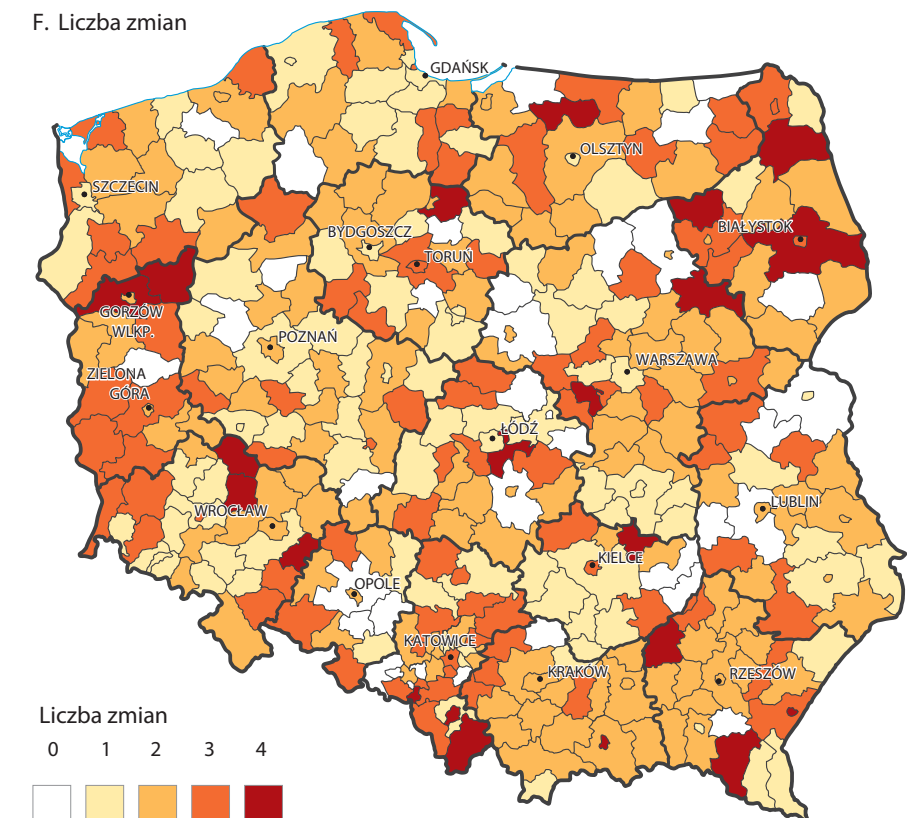 F. Liczba zmian
GDAŃSK
OLSZTYN
SZCZECIN
BIAŁYSTOK
BYDGOSZCZ
TORUŃ
GORZÓW
WLKP.
POZNAŃ
WARSZAWA
ZIELONA
GÓRA
ŁÓDŹ
WROCŁAW
LUBLIN
KIELCE
OPOLE
KATOWICE
KRAKÓW
RZESZÓW
Liczba zmian
0 1 2 3 4